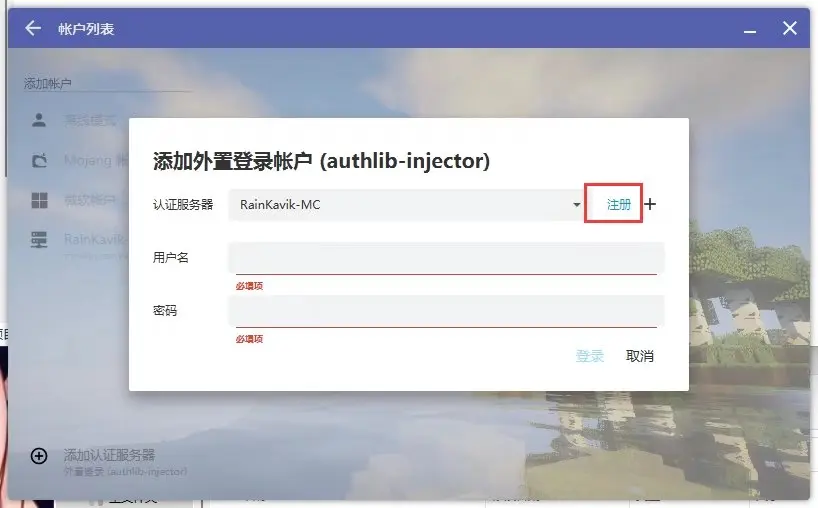 帐户列表
添加帐户
离线模式
Mojang 帐
微软帐户
RainKavik-
添加外置登录帐户 (authlib-injector)
认证服务器
RainKavik-MC
注册
用户名
必填项
密码
必填项
登录
取消
添加认证服务器
外置登录 (authlib-injector)